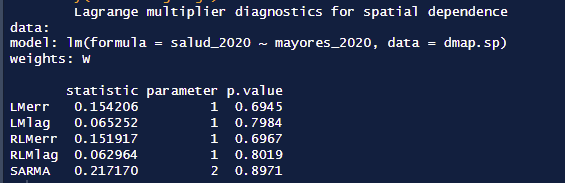 Lagrange multiplier diagnostics for spatial dependence
data:
model: lm(formula = salud_2020 ~ mayores_2020, data = dmap.sp)
weights: W
statistic parameter p.value
LMerr 0.154206 1 0.6945
LMlag 0.065252 1 0.7984
RLMerr 0.151917 1 0.6967
RLMlag 0.062964 1 0.8019
SARMA 0.217170 2 0.8971